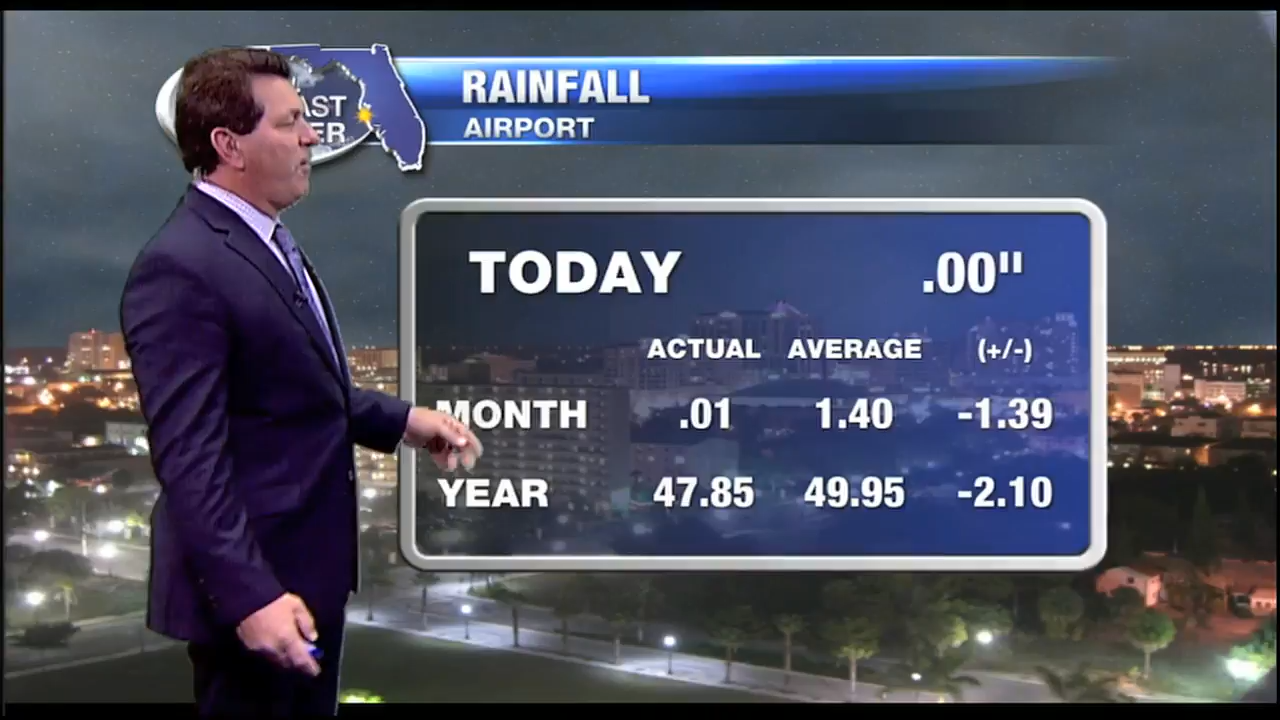 RAINFALL
AIRPORT
TODAY .00"
ACTUAL AVERAGE (+/-)
MONTH .01 1.40 -1.39
YEAR 47.85 49.95 -2.10